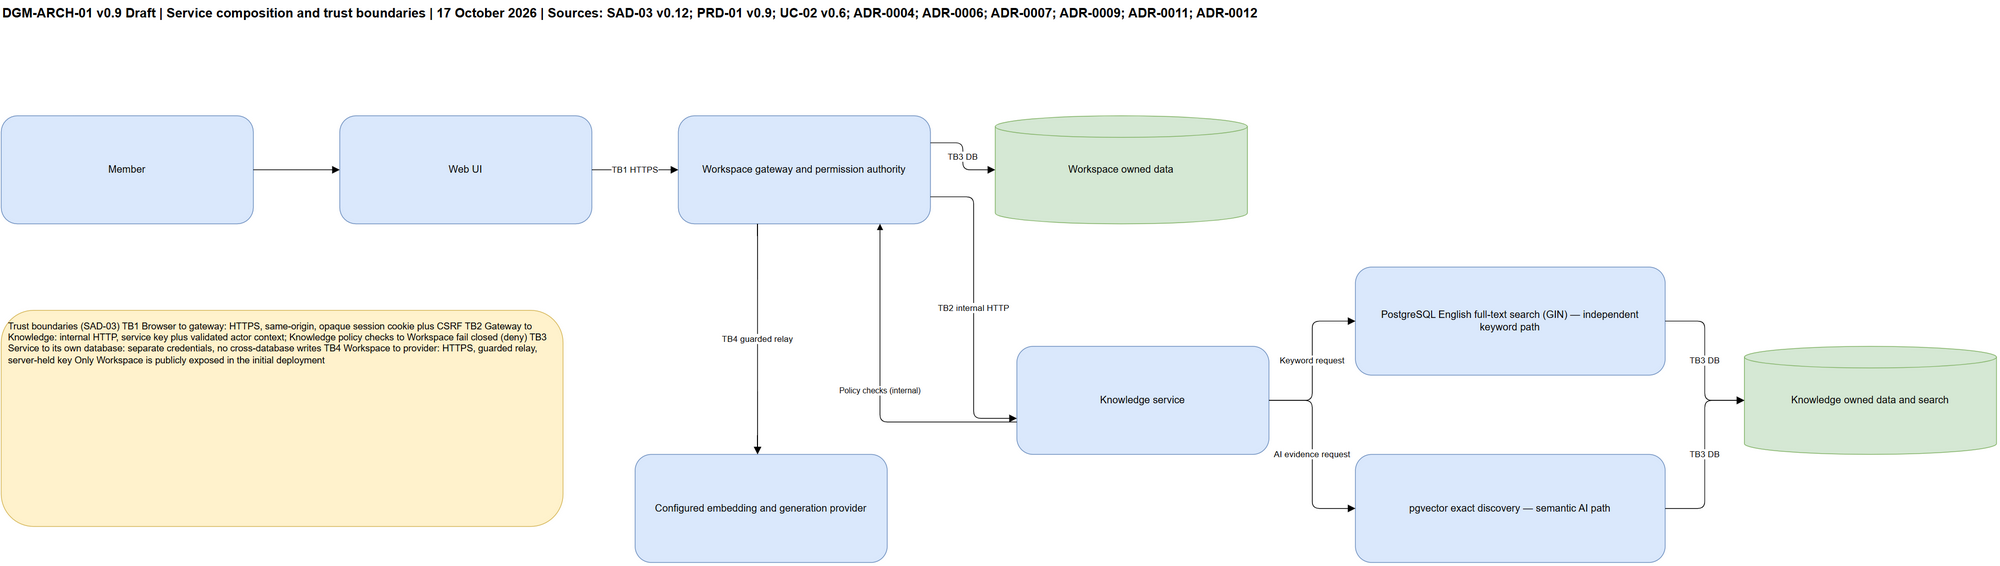 DGM-ARCH-01 v0.9 Draft | Service composition and trust boundaries | 17 October 2026 | Sources: SAD-03 v0.12; PRD-01 v0.9; UC-02 v0.6; ADR-0004; ADR-0006; ADR-0007; ADR-0009; ADR-0011; ADR-0012
Member
Web UI
TB1 HTTPS
Workspace gateway and permission authority
TB3 DB
Workspace owned data
TB2 internal HTTP
TB4 guarded relay
Policy checks (internal)
Trust boundaries (SAD-03) TB1 Browser to gateway: HTTPS, same-origin, opaque session cookie plus CSRF TB2 Gateway to
Knowledge: internal HTTP, service key plus validated actor context; Knowledge policy checks to Workspace fail closed (deny) TB3
Service to its own database: separate credentials, no cross-database writes TB4 Workspace to provider: HTTPS, guarded relay,
server-held key Only Workspace is publicly exposed in the initial deployment
Configured embedding and generation provider
Knowledge service
Keyword request
AI evidence request
PostgreSQL English full-text search (GIN) — independent
keyword path
pgvector exact discovery — semantic AI path
TB3 DB
TB3 DB
Knowledge owned data and search